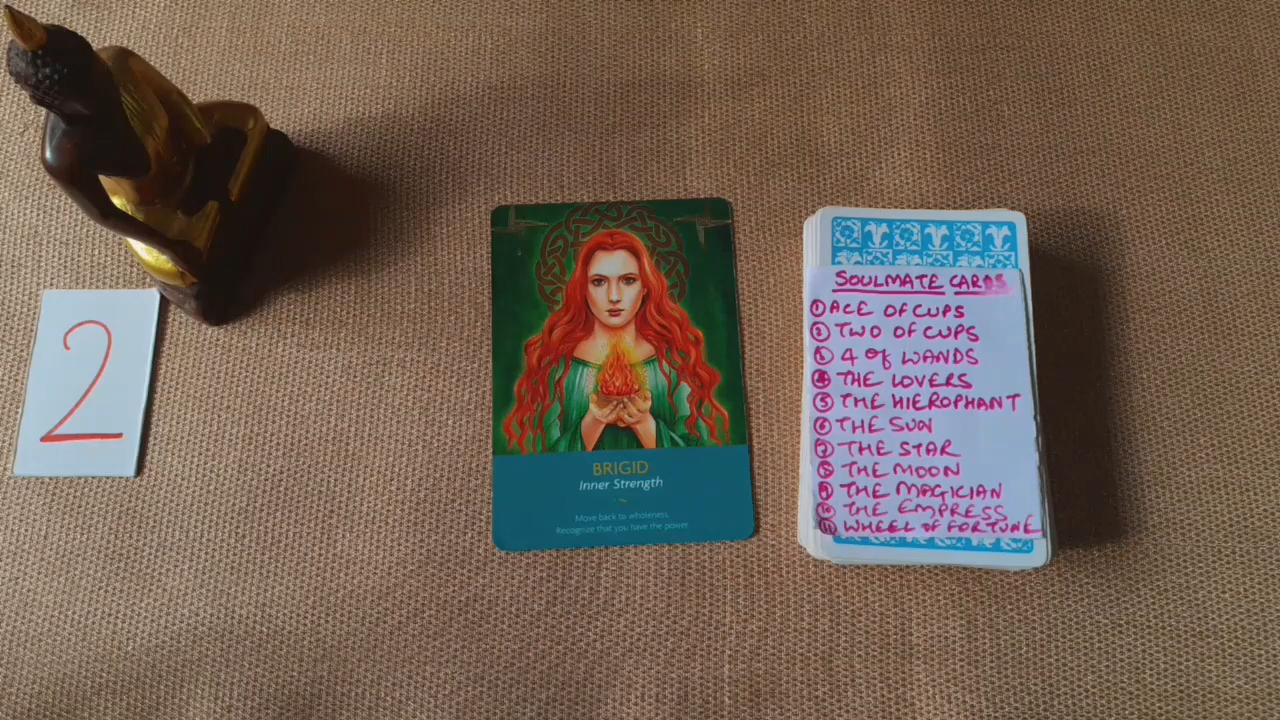 2
BRIGID
Inner Strength
Move back to wholeness.
Recognize that you have the power
SOULMATE CARDS
① ACE OF CUPS
② TWO OF CUPS
③ 4 Of WANDS
④ THE LOVERS
⑤ THE HIEROPHANT
⑥ THE SUN
⑦ THE STAR
⑧ THE MOON
⑨ THE MAGICIAN
⑩ THE EMPRESS
⑪ WHEEL OF FORTUNE